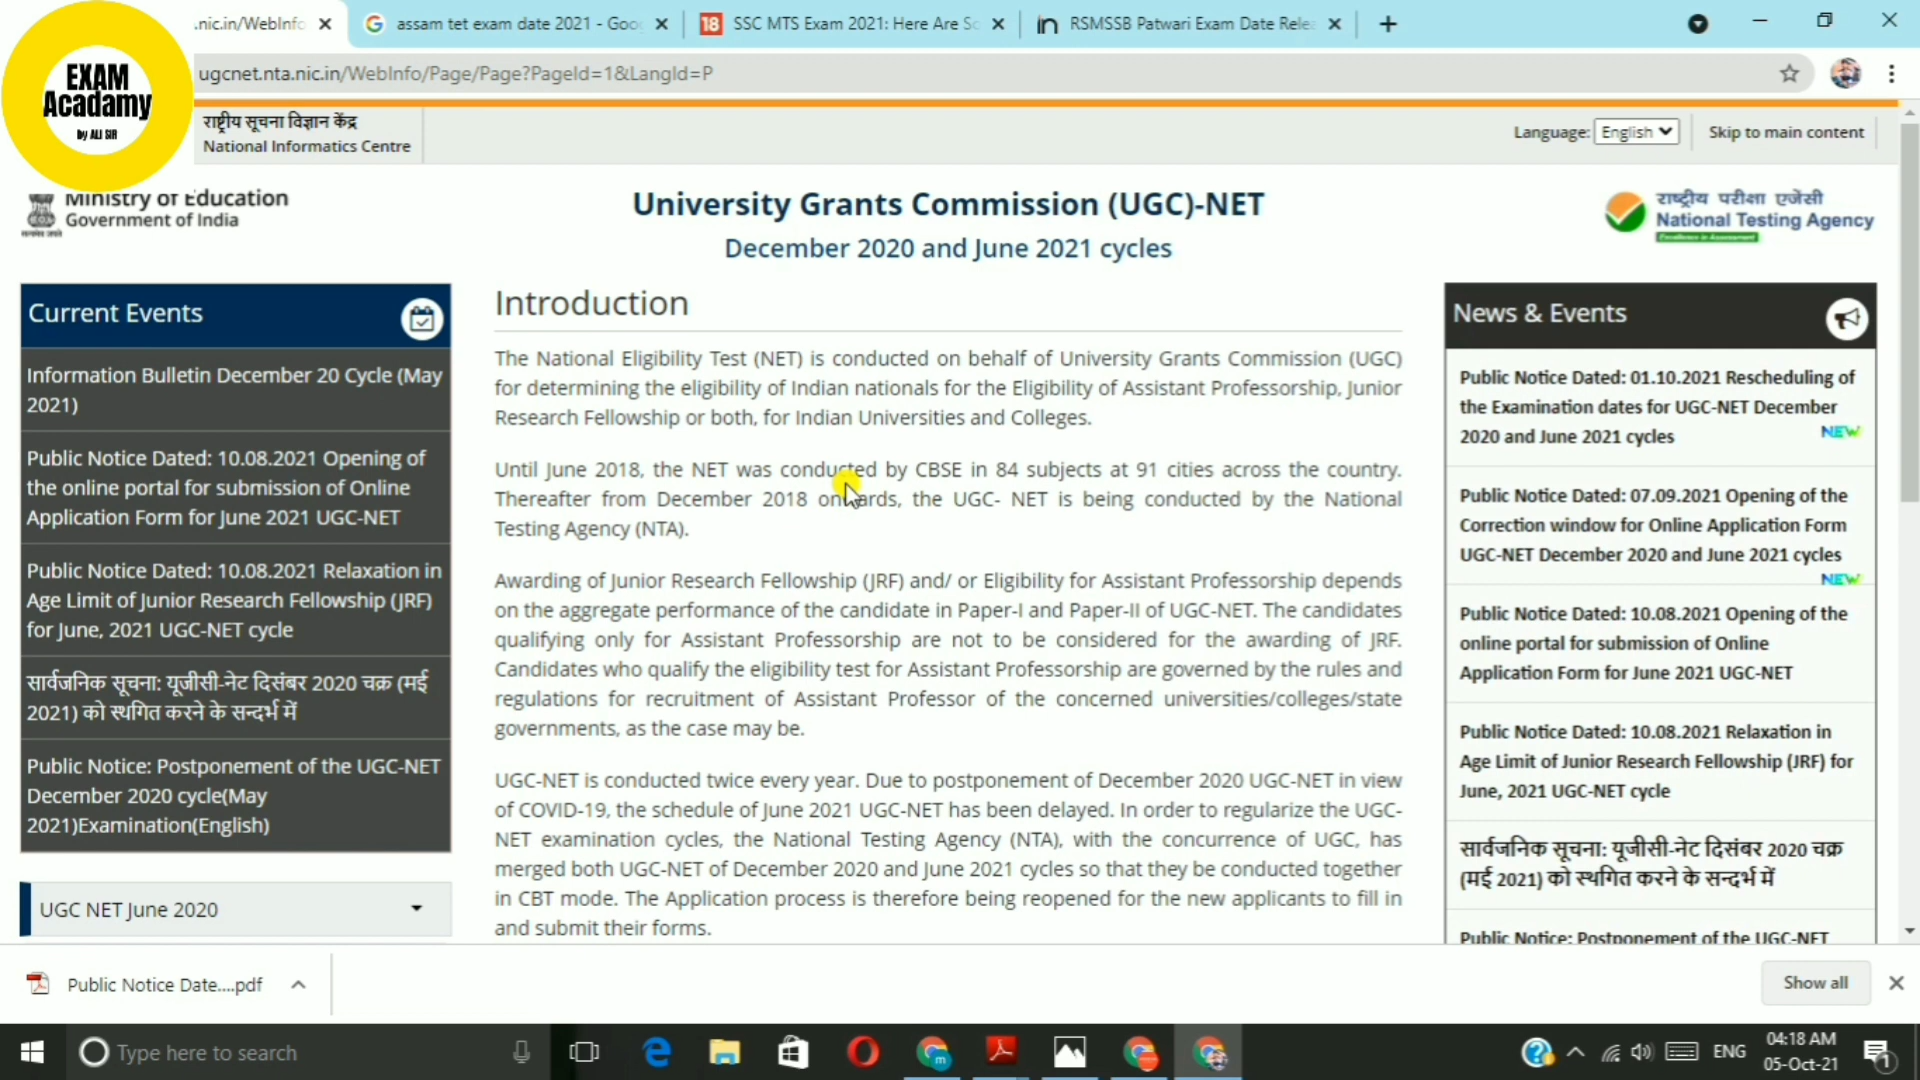 .nic.in/WebInfo
assam tet exam date 2021 - Goo
SSC MTS Exam 2021: Here Are Sc
RSMSSB Patwari Exam Date Rele
EXAM
Acadamy
by ALI SIR
ugcnet.nta.nic.in/WebInfo/Page/Page?PageId=1&LangId=P
राष्ट्रीय सूचना विज्ञान केंद्र
National Informatics Centre
Language: English
Skip to main content
Ministry of Education
Government of India
University Grants Commission (UGC)-NET
December 2020 and June 2021 cycles
राष्ट्रीय परीक्षा एजेंसी
National Testing Agency
Excellence in Assessment
Current Events
Information Bulletin December 20 Cycle (May
2021)
Public Notice Dated: 10.08.2021 Opening of
the online portal for submission of Online
Application Form for June 2021 UGC-NET
Public Notice Dated: 10.08.2021 Relaxation in
Age Limit of Junior Research Fellowship (JRF)
for June, 2021 UGC-NET cycle
सार्वजनिक सूचना: यूजीसी-नेट दिसंबर 2020 चक्र (मई
2021) को स्थगित करने के सन्दर्भ में
Public Notice: Postponement of the UGC-NET
December 2020 cycle(May
2021)Examination(English)
UGC NET June 2020
Introduction
The National Eligibility Test (NET) is conducted on behalf of University Grants Commission (UGC)
for determining the eligibility of Indian nationals for the Eligibility of Assistant Professorship, Junior
Research Fellowship or both, for Indian Universities and Colleges.
Until June 2018, the NET was conducted by CBSE in 84 subjects at 91 cities across the country.
Thereafter from December 2018 onwards, the UGC- NET is being conducted by the National
Testing Agency (NTA).
Awarding of Junior Research Fellowship (JRF) and/ or Eligibility for Assistant Professorship depends
on the aggregate performance of the candidate in Paper-I and Paper-II of UGC-NET. The candidates
qualifying only for Assistant Professorship are not to be considered for the awarding of JRF.
Candidates who qualify the eligibility test for Assistant Professorship are governed by the rules and
regulations for recruitment of Assistant Professor of the concerned universities/colleges/state
governments, as the case may be.
UGC-NET is conducted twice every year. Due to postponement of December 2020 UGC-NET in view
of COVID-19, the schedule of June 2021 UGC-NET has been delayed. In order to regularize the UGC-
NET examination cycles, the National Testing Agency (NTA), with the concurrence of UGC, has
merged both UGC-NET of December 2020 and June 2021 cycles so that they be conducted together
in CBT mode. The Application process is therefore being reopened for the new applicants to fill in
and submit their forms.
News & Events
Public Notice Dated: 01.10.2021 Rescheduling of
the Examination dates for UGC-NET December
2020 and June 2021 cycles
NEW
Public Notice Dated: 07.09.2021 Opening of the
Correction window for Online Application Form
UGC-NET December 2020 and June 2021 cycles
NEW
Public Notice Dated: 10.08.2021 Opening of the
online portal for submission of Online
Application Form for June 2021 UGC-NET
Public Notice Dated: 10.08.2021 Relaxation in
Age Limit of Junior Research Fellowship (JRF) for
June, 2021 UGC-NET cycle
सार्वजनिक सूचना: यूजीसी-नेट दिसंबर 2020 चक्र
(मई 2021) को स्थगित करने के सन्दर्भ में
Public Notice: Postponement of the UGC-NET
Public Notice Date....pdf
Show all
Type here to search
ENG
04:18 AM
05-Oct-21
1